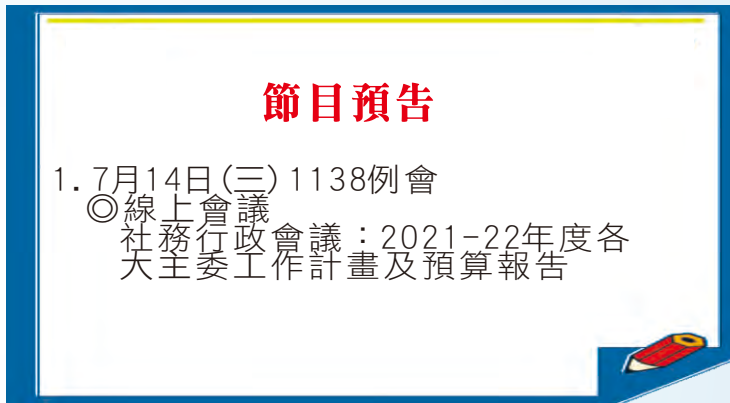 節目預告
1. 7月14日(三)1138例會
◎線上會議
社務行政會議：2021-22年度各
大主委工作計畫及預算報告